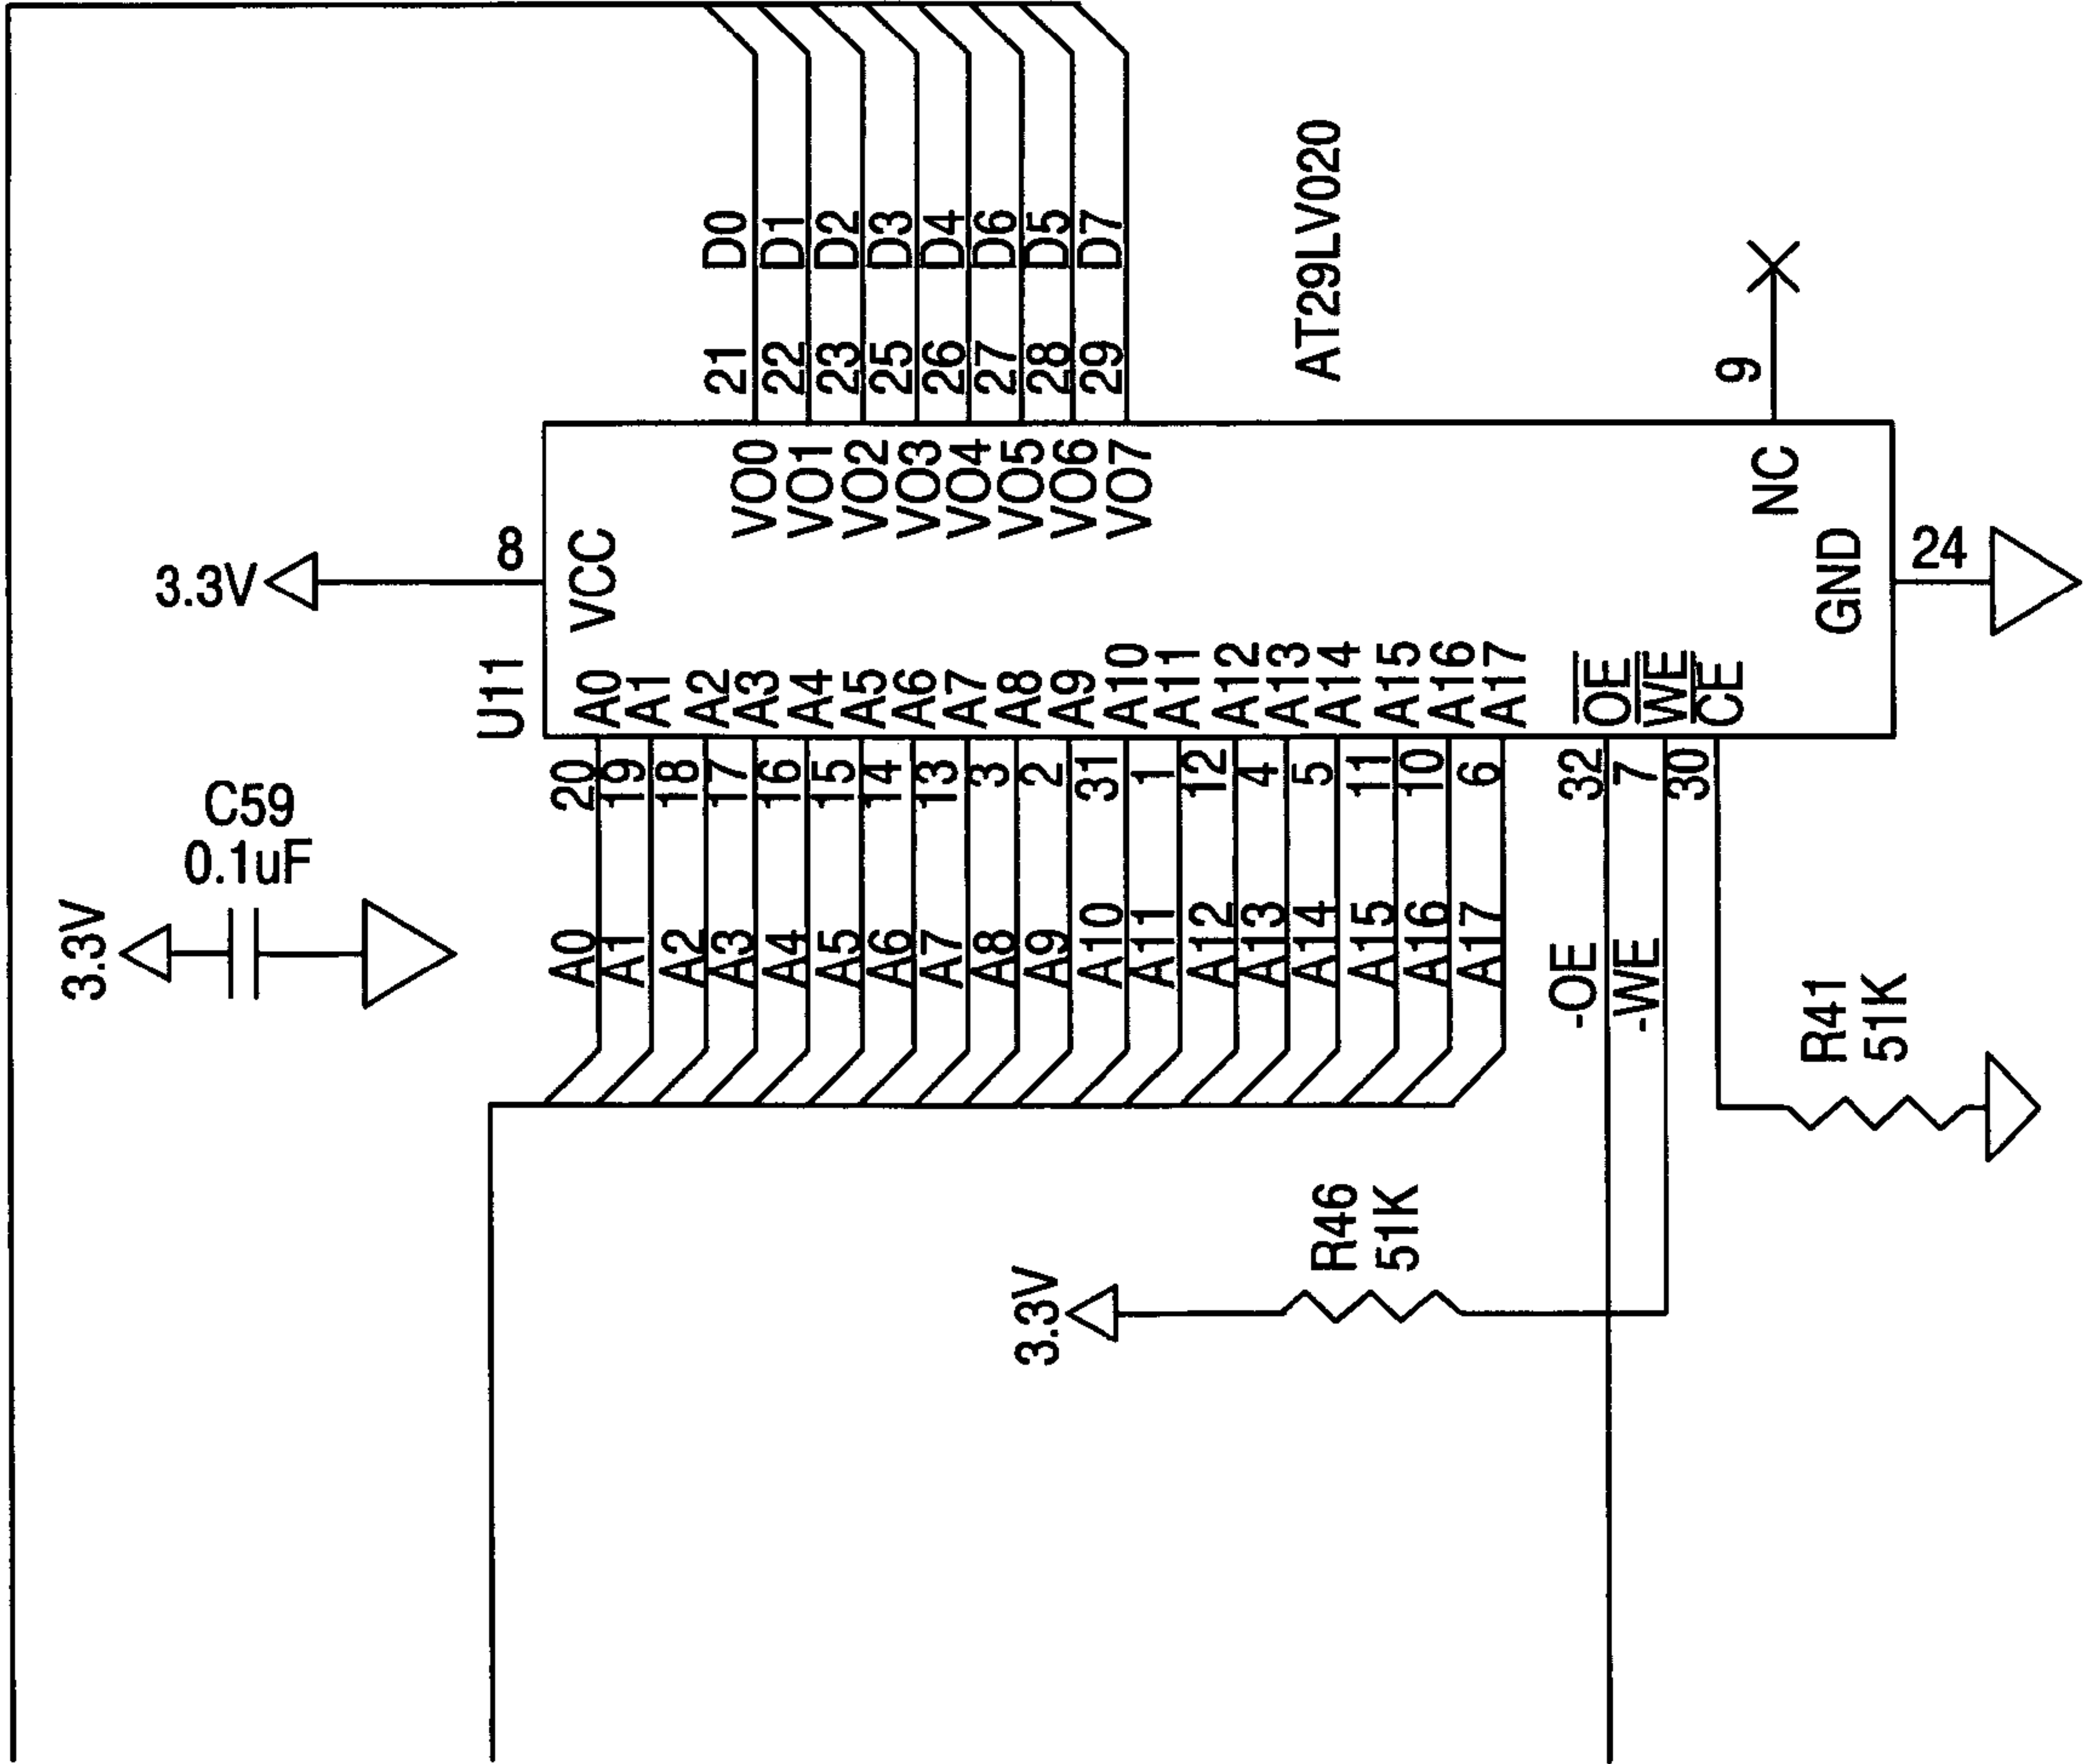 3.3V
C59
0.1uF
3.3V
8
U11
VCC
A0 20 A0
A1 19 A1
A2 18 A2
A3 17 A3
A4 16 A4
A5 15 A5
A6 14 A6
A7 13 A7
A8 3 A8
A9 2 A9
A10 31 A10
A11 1 A11
A12 12 A12
A13 4 A13
A14 5 A14
A15 11 A15
A16 10 A16
A17 6 A17
-OE 32 OE
-WE 7 WE
30 CE
VO0 21 D0
VO1 22 D1
VO2 23 D2
VO3 25 D3
VO4 26 D4
VO5 27 D6
VO6 28 D5
VO7 29 D7
AT29LV020
NC 9
GND
24
3.3V
R46
51K
R41
51K